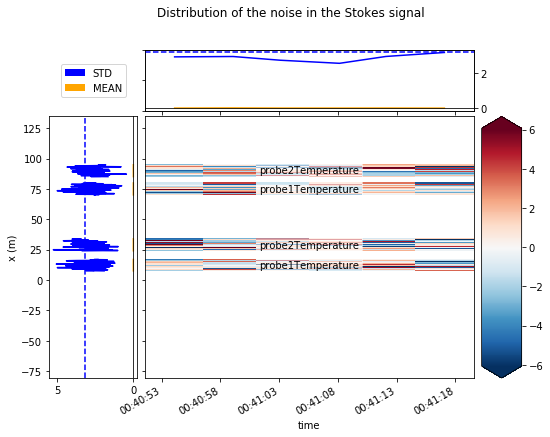 Distribution of the noise in the Stokes signal
STD
MEAN
2
0
125
100
75
50
25
0
−25
−50
−75
x (m)
probe2Temperature
probe1Temperature
probe2Temperature
probe1Temperature
6
4
2
0
−2
−4
−6
5
0
00:40:53
00:40:58
00:41:03
00:41:08
00:41:13
00:41:18
time